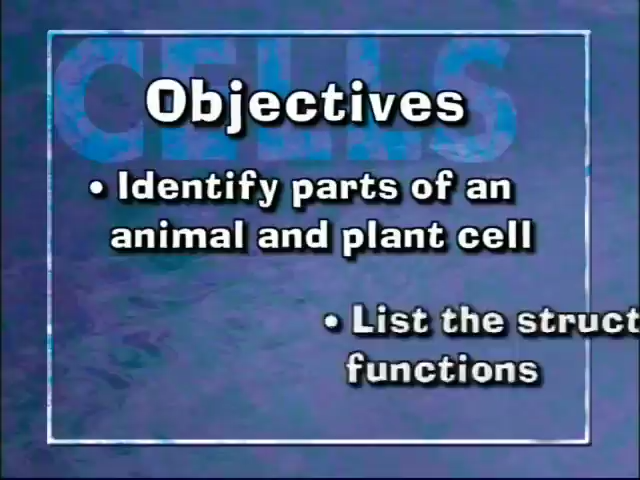 CELLS
Objectives
• Identify parts of an
animal and plant cell
• List the struct
functions